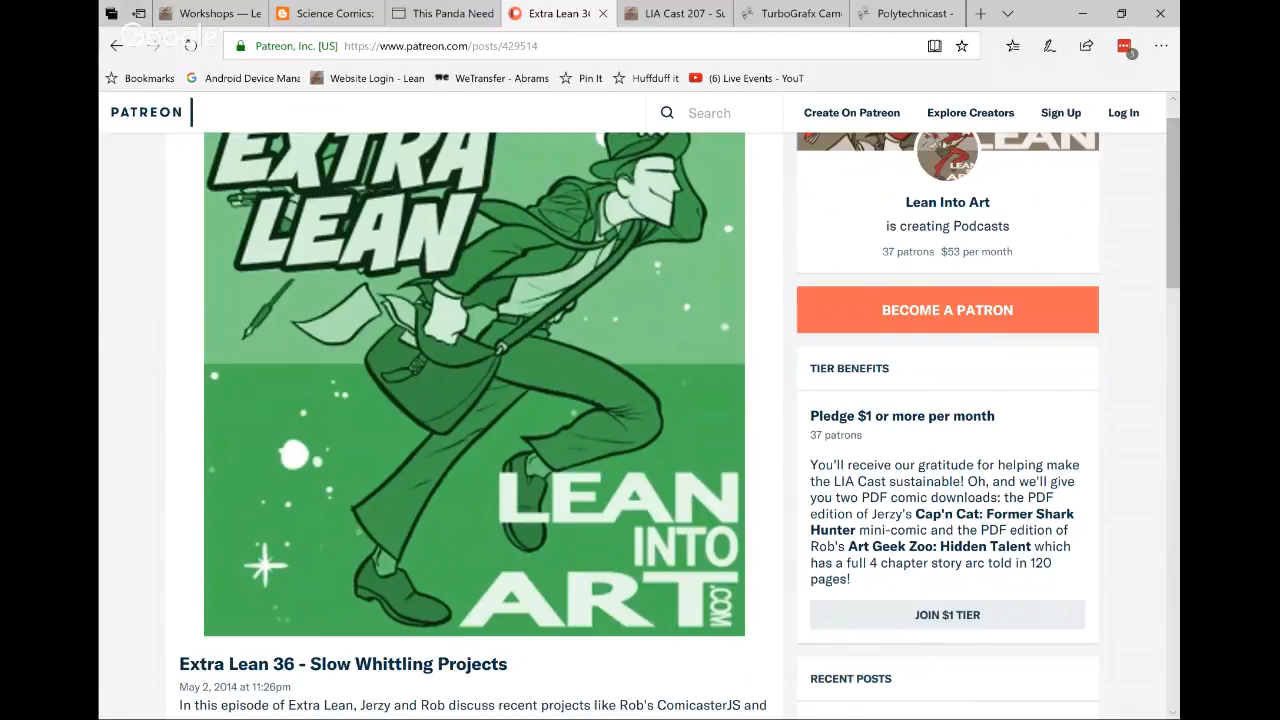 Workshops — Le
Science Comics:
This Panda Need
Extra Lean 3
LIA Cast 207 - Su
TurboGrafx Cart
Polytechnicast -
Google
Patreon, Inc. [US] https://www.patreon.com/posts/429514
3
Bookmarks
Android Device Mana
Website Login - Lean
WeTransfer - Abrams
Pin It
Huffduff it
(6) Live Events - YouT
PATREON
Search
Create On Patreon
Explore Creators
Sign Up
Log In
EXTRA
LEAN
LEAN
INTO
ART
.COM
Extra Lean 36 - Slow Whittling Projects
May 2, 2014 at 11:26pm
In this episode of Extra Lean, Jerzy and Rob discuss recent projects like Rob's ComicasterJS and
LEAN
LEAN
Lean Into Art
is creating Podcasts
37 patrons $53 per month
BECOME A PATRON
TIER BENEFITS
Pledge $1 or more per month
37 patrons
You'll receive our gratitude for helping make
the LIA Cast sustainable! Oh, and we'll give
you two PDF comic downloads: the PDF
edition of Jerzy's Cap'n Cat: Former Shark
Hunter mini-comic and the PDF edition of
Rob's Art Geek Zoo: Hidden Talent which
has a full 4 chapter story arc told in 120
pages!
JOIN $1 TIER
RECENT POSTS